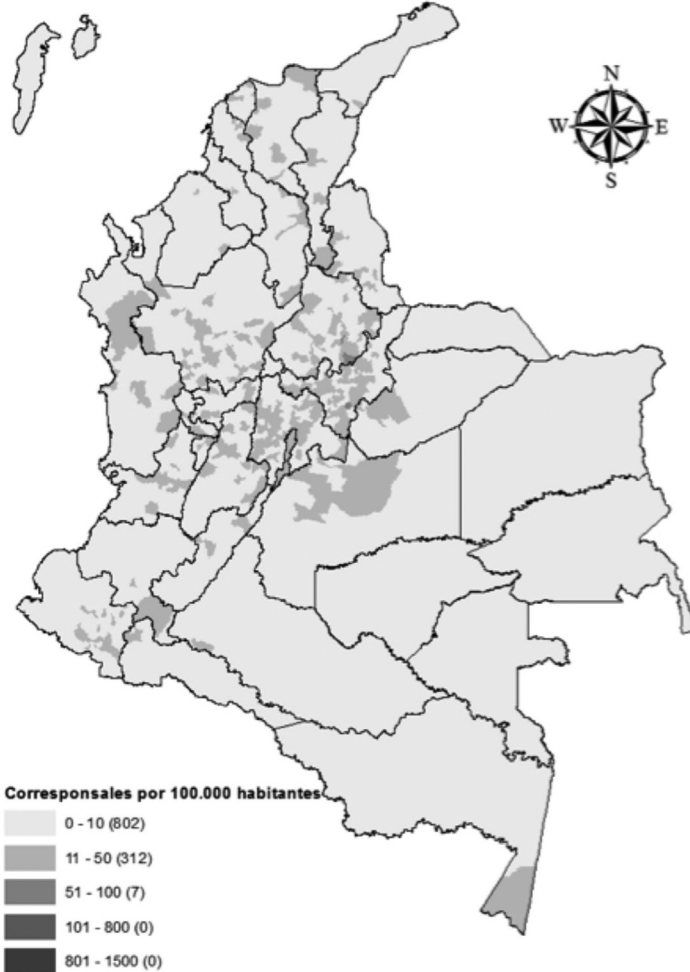 N
W E
S
Corresponsales por 100.000 habitantes
0 - 10 (802)
11 - 50 (312)
51 - 100 (7)
101 - 800 (0)
801 - 1500 (0)